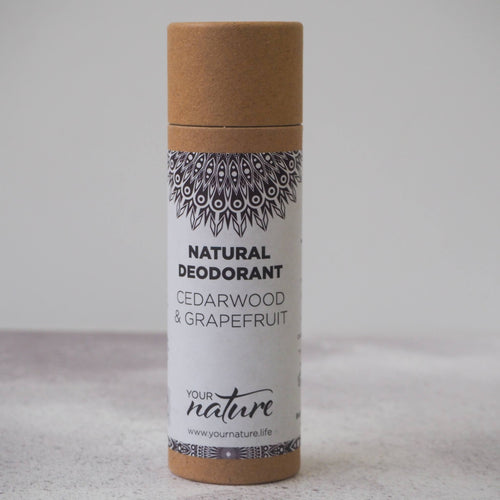 NATURAL
DEODORANT
CEDARWOOD
& GRAPEFRUIT
YOUR
nature
www.yournature.life